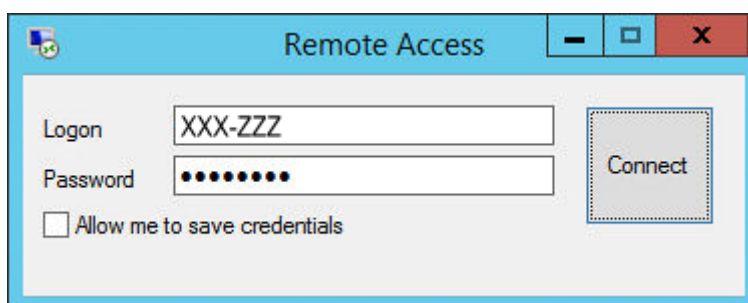 Remote Access
Logon XXX-ZZZ
Password ••••••••
Connect
Allow me to save credentials